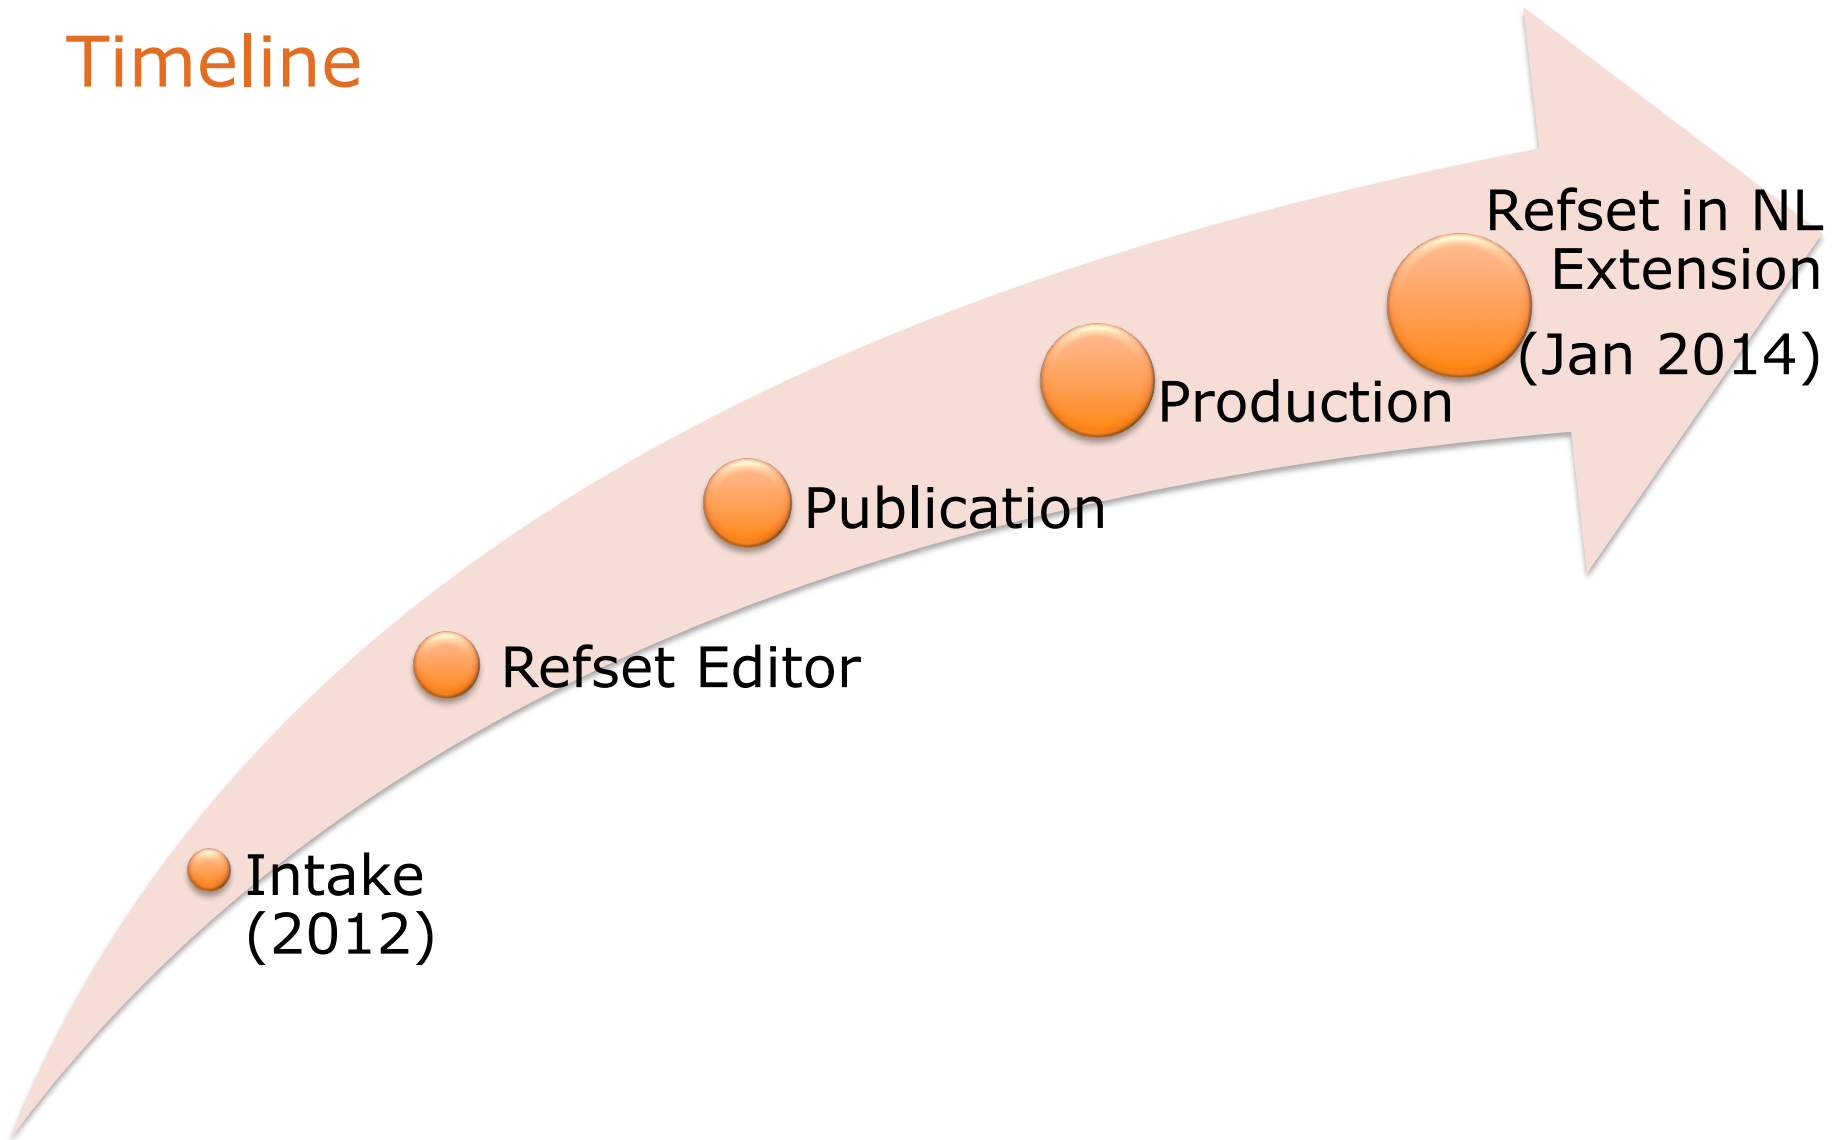 Timeline
Refset in NL
Extension
(Jan 2014)
Production
Publication
Refset Editor
Intake
(2012)